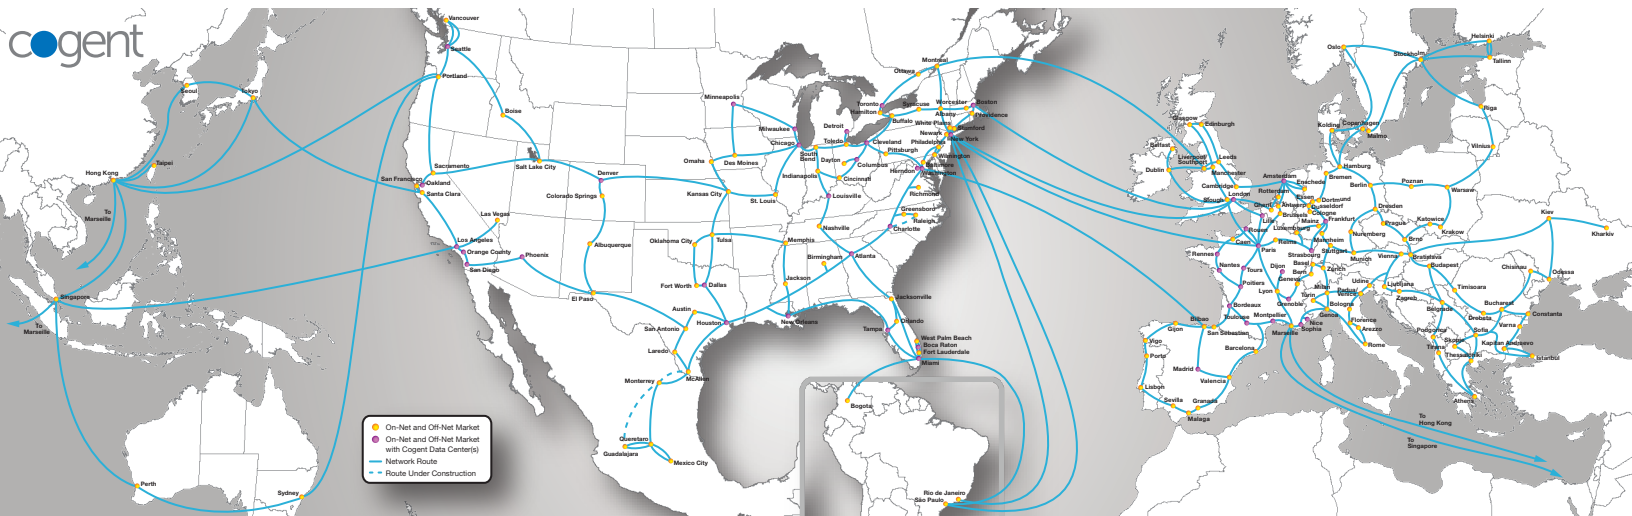 cogent
Vancouver
Seattle
Portland
Boise
Sacramento
San Francisco
Oakland
Santa Clara
Salt Lake City
Las Vegas
Los Angeles
Orange County
San Diego
Phoenix
Denver
Colorado Springs
Albuquerque
El Paso
Minneapolis
Milwaukee
Chicago
Omaha
Des Moines
Kansas City
St. Louis
South
Bend
Indianapolis
Detroit
Toledo
Dayton
Cleveland
Columbus
Cincinnati
Pittsburgh
Louisville
Nashville
Oklahoma City
Tulsa
Memphis
Birmingham
Atlanta
Fort Worth
Dallas
Jackson
Austin
Houston
New Orleans
San Antonio
Laredo
McAllen
Monterrey
Queretaro
Guadalajara
Mexico City
Jacksonville
Orlando
Tampa
West Palm Beach
Boca Raton
Fort Lauderdale
Miami
Montreal
Ottawa
Toronto
Hamilton
Buffalo
Syracuse
Albany
Worcester
Boston
Providence
White Plains
Stamford
Newark
New York
Philadelphia
Wilmington
Baltimore
Herndon
Washington
Richmond
Greensboro
Raleigh
Charlotte
Seoul
Tokyo
Taipei
Hong Kong
To
Marseille
Singapore
To
Marseille
Perth
Sydney
On-Net and Off-Net Market
On-Net and Off-Net Market
with Cogent Data Center(s)
Network Route
Route Under Construction
Bogota
Rio de Janeiro
São Paulo
Oslo
Stockholm
Helsinki
Tallinn
Riga
Vilnius
Kolding
Copenhagen
Malmo
Glasgow
Edinburgh
Belfast
Dublin
Liverpool/
Southport
Leeds
Manchester
Cambridge
London
Slough
Amsterdam
Rotterdam
Enschede
Hamburg
Bremen
Berlin
Poznan
Warsaw
Essen
Dortmund
Dusseldorf
Cologne
Ghent
Antwerp
Brussels
Lille
Luxembourg
Mainz
Frankfurt
Dresden
Prague
Katowice
Krakow
Nuremburg
Brno
Kiev
Kharkiv
Rouen
Caen
Paris
Reims
Mannheim
Strasbourg
Stuttgart
Munich
Vienna
Bratislava
Budapest
Rennes
Nantes
Tours
Poitiers
Dijon
Basel
Bern
Geneva
Zurich
Lyon
Grenoble
Milan
Turin
Padua/
Venice
Udine
Ljubljana
Zagreb
Timisoara
Chisinau
Odessa
Bordeaux
Toulouse
Montpellier
Marseille
Nice
Sophia
Genoa
Bologna
Florence
Arezzo
Rome
Belgrade
Drobeta
Bucharest
Constanta
Varna
Sofia
Kapitan Andreevo
Istanbul
Podgorica
Skopje
Tirana
Thessaloniki
Athens
Gijon
Bilbao
San Sebastien
Vigo
Porto
Barcelona
Madrid
Valencia
Lisbon
Sevilla
Granada
Malaga
To
Hong Kong
To
Singapore